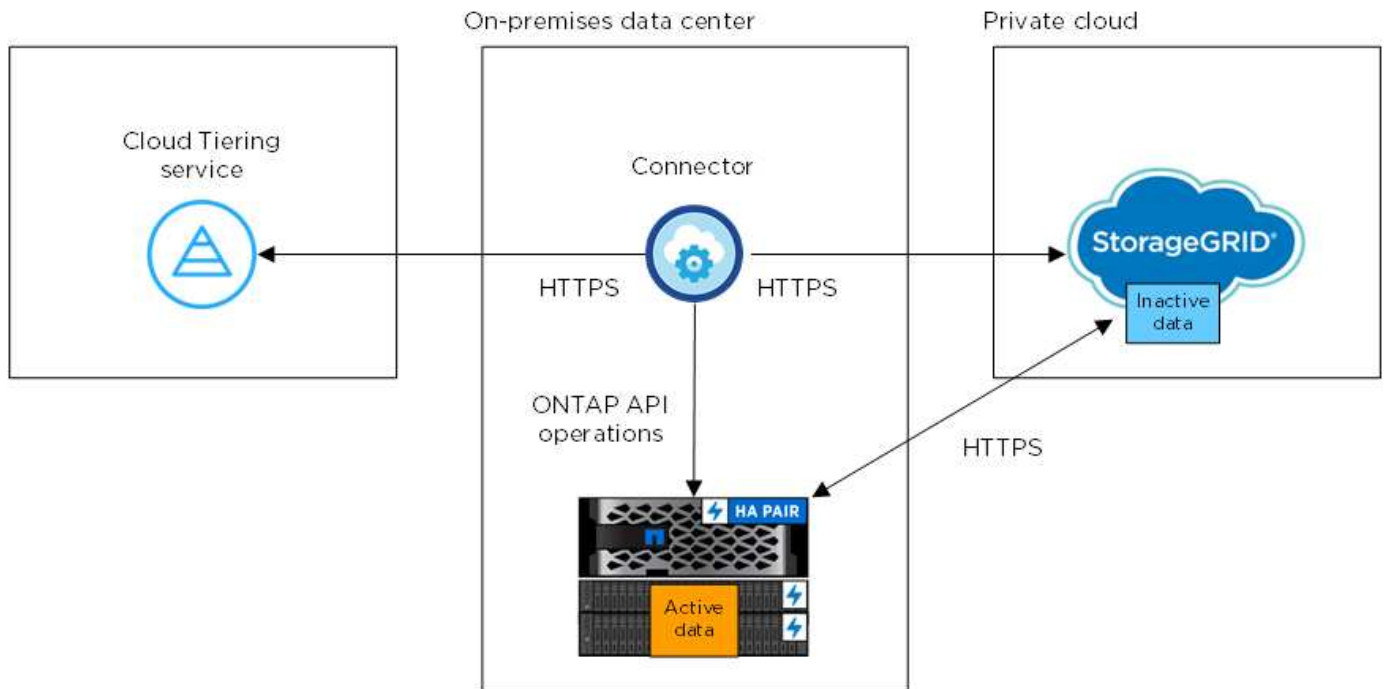 On-premises data center
Private cloud
Cloud Tiering
service
Connector
StorageGRID®
Inactive
data
HTTPS
HTTPS
ONTAP API
operations
HTTPS
HA PAIR
Active
data